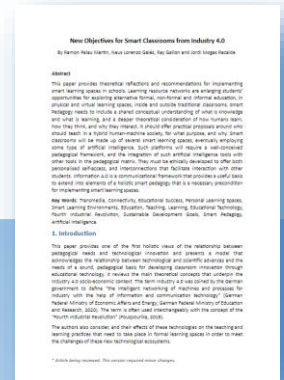 New Objectives for Smart Classrooms from Industry 4.0
By Ramon Palau Martín, Neus Lorenzo Galés, Ray Gallon and Jordi Mogas Recalde
Abstract
This paper provides theoretical reflections and recommendations for implementing
smart learning spaces in schools. Learning resource networks are enlarging students'
opportunities for exploring alternative formal, non-formal and informal education, in
physical and virtual learning spaces, inside and outside traditional classrooms. Smart
Pedagogy needs to include a shared conceptual understanding of what is knowledge
and what is learning, and a deeper theoretical consideration of how humans learn,
how they think, and why they interact. It should offer practical proposals around who
should teach in a hybrid human-machine society, for what purpose, and why. Smart
classrooms will be made up of several learning spaces, eventually employing
some type of artificial intelligence. Such platforms will require a well-conceived
pedagogical framework, and the integration of such artificial intelligence tools with
other tools in the pedagogical matrix. They must be ethically developed to offer both
personalised self-access, and interconnections that facilitate interaction with other
students. Information 4.0 is a communicational framework that provides a useful basis
to extend into elements of a holistic smart pedagogy that is a necessary precondition
for implementing smart learning spaces.
Key Words: Transmedia, Connectivity, Educational Success, Personal Learning Spaces,
Smart Learning Environments, Education, Teaching, Learning, Educational Technology,
Fourth Industrial Revolution, Sustainable Development Goals, Smart Pedagogy,
Artificial Intelligence
1. Introduction
This paper provides one of the first holistic views of the relationship between
pedagogical needs and technological innovation and presents a model that
acknowledges the relationship between technological and scientific advances and the
needs of a sound, pedagogical basis for developing classroom innovation through
educational technology. It reviews the main theoretical concepts that underpin the
Industry 4.0 socio-economic context. The term Industry 4.0 was coined by the German
government to define "the intelligent networking of machines and processes for
industry with the help of information and communication technology" (German
Federal Ministry of Economic Affairs and Energy; German Federal Ministry of Education
and Research, 2020). The term is often used interchangeably with the concept of the
"Fourth Industrial Revolution" (Pouspourika, 2019).
The authors also consider, and their effects of these technologies on the teaching and
learning practices that need to take place in formal learning spaces in order to meet
the challenges of these new technological ecosystems.
* Article being reviewed. This version required minor changes.